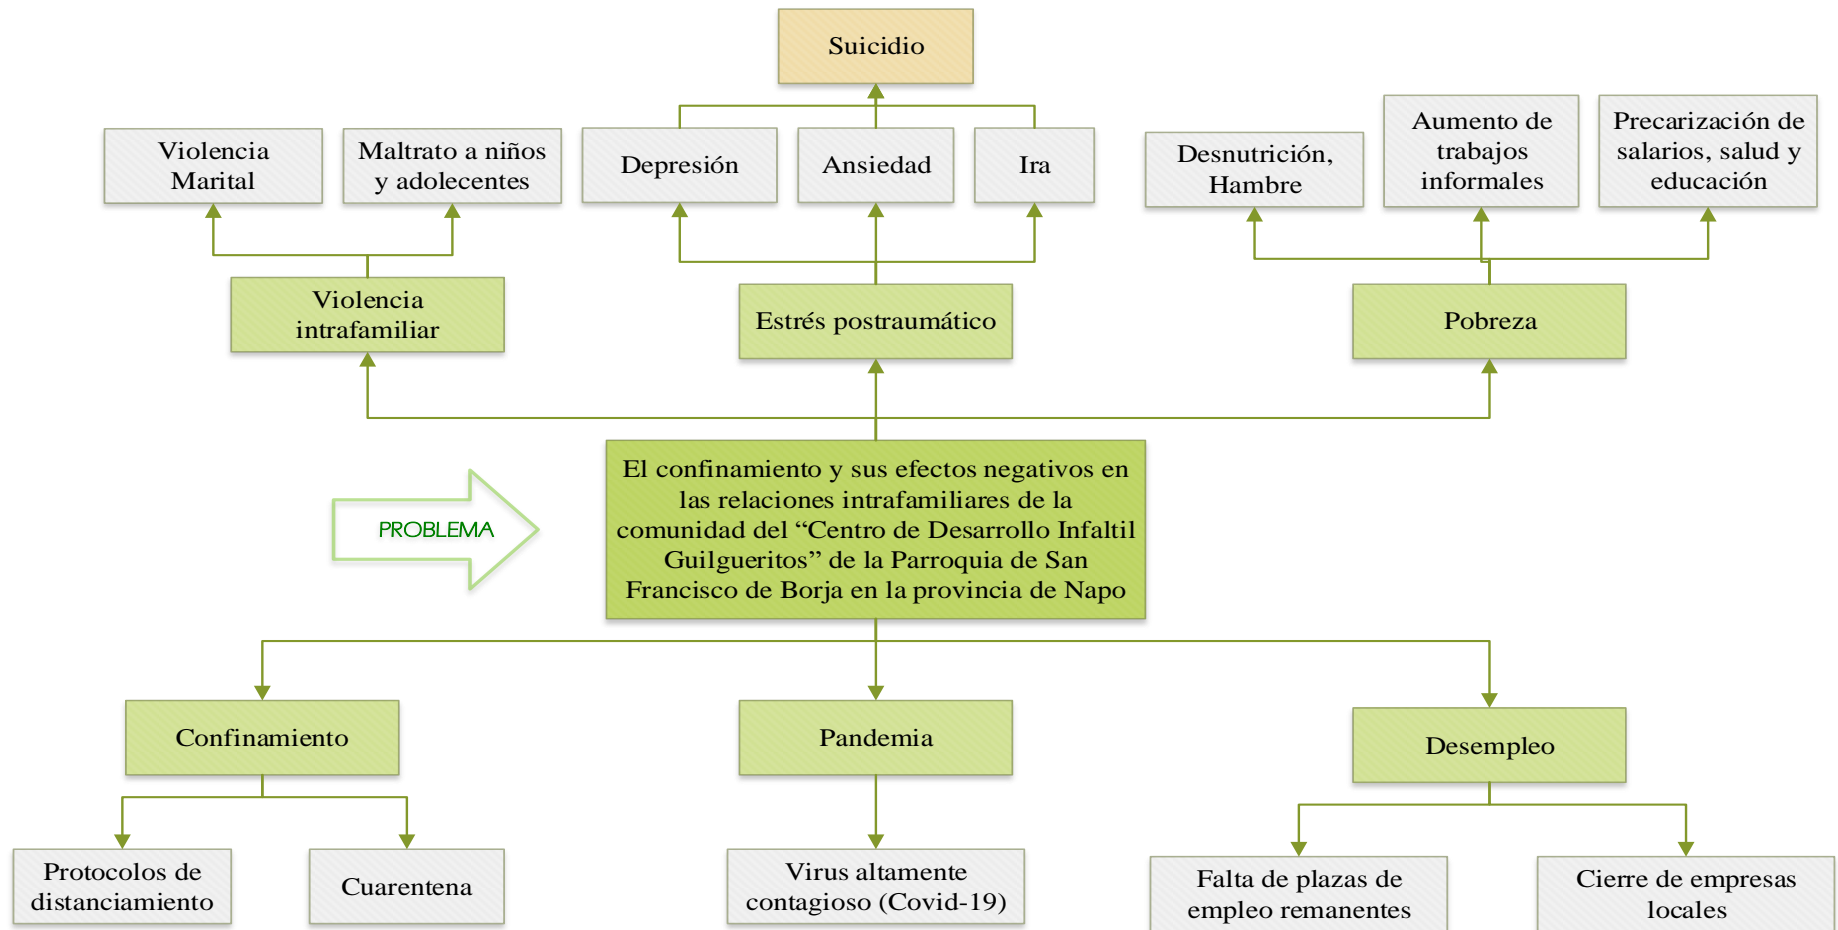 Suicidio
Violencia
Marital
Maltrato a niños
y adolecentes
Depresión
Ansiedad
Ira
Desnutrición,
Hambre
Aumento de
trabajos
informales
Precarización de
salarios, salud y
educación
Violencia
intrafamiliar
Estrés postraumático
Pobreza
PROBLEMA
El confinamiento y sus efectos negativos en
las relaciones intrafamiliares de la
comunidad del “Centro de Desarrollo Infaltil
Guilgueritos” de la Parroquia de San
Francisco de Borja en la provincia de Napo
Confinamiento
Pandemia
Desempleo
Protocolos de
distanciamiento
Cuarentena
Virus altamente
contagioso (Covid-19)
Falta de plazas de
empleo remanentes
Cierre de empresas
locales